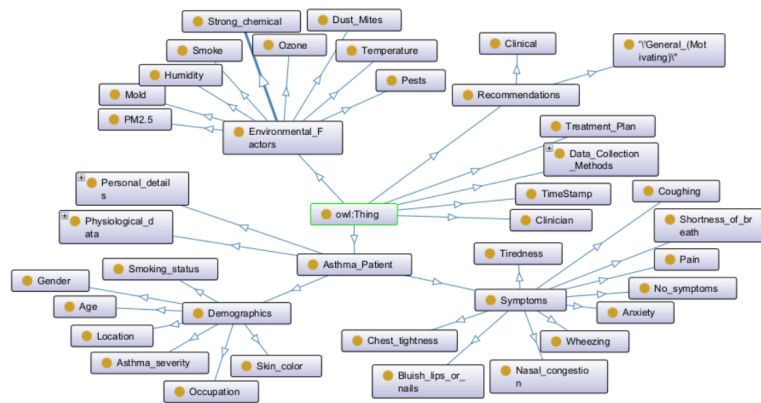 Strong_chemical
Dust_Mites
Smoke
Ozone
Temperature
Clinical
"\'General_(Mot
ivating)\"
Humidity
Pests
Mold
Recommendations
PM2.5
Environmental_F
actors
Treatment_Plan
Data_Collection
_Methods
Personal_detail
s
TimeStamp
Coughing
Physiological_d
ata
owl:Thing
Clinician
Shortness_of_br
eath
Tiredness
Smoking_status
Asthma_Patient
Pain
Gender
No_symptoms
Age
Demographics
Symptoms
Anxiety
Location
Chest_tightness
Wheezing
Asthma_severity
Skin_color
Bluish_lips_or_
nails
Nasal_congestio
n
Occupation